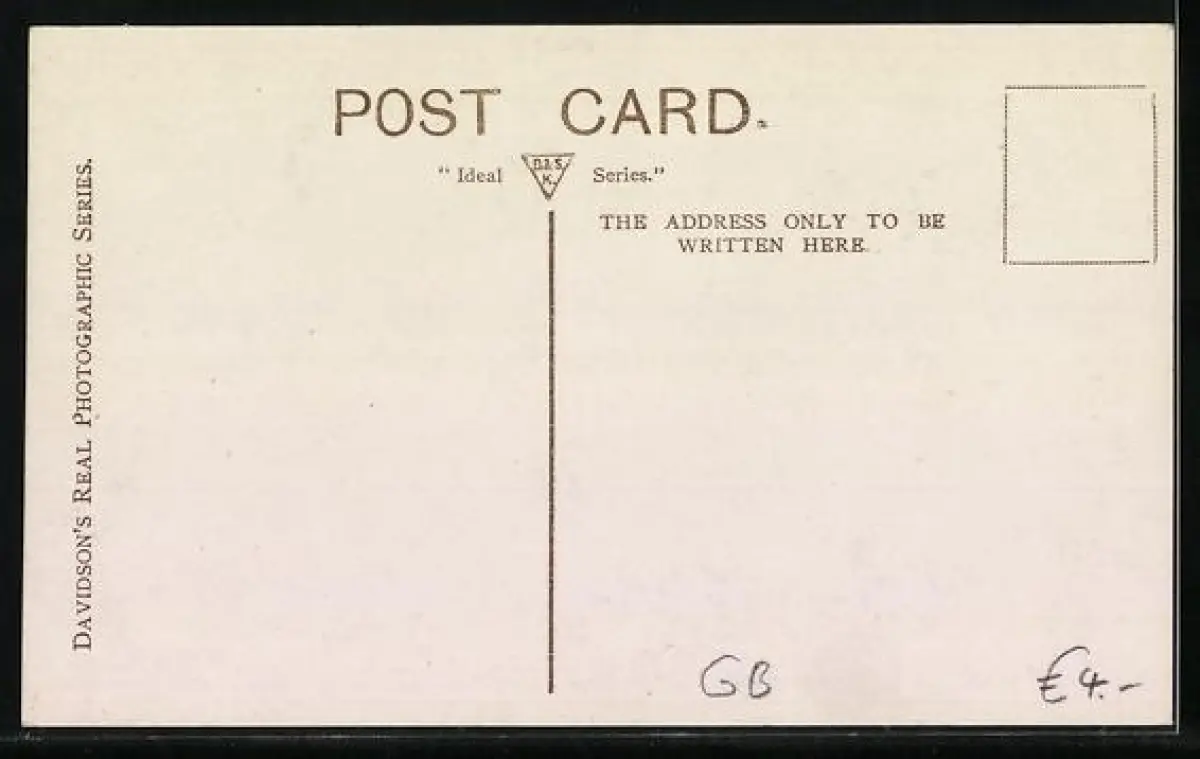 POST CARD.
" Ideal D.&S. K. Series."
THE ADDRESS ONLY TO BE
WRITTEN HERE.
DAVIDSON'S REAL PHOTOGRAPHIC SERIES.
GB
£4.-